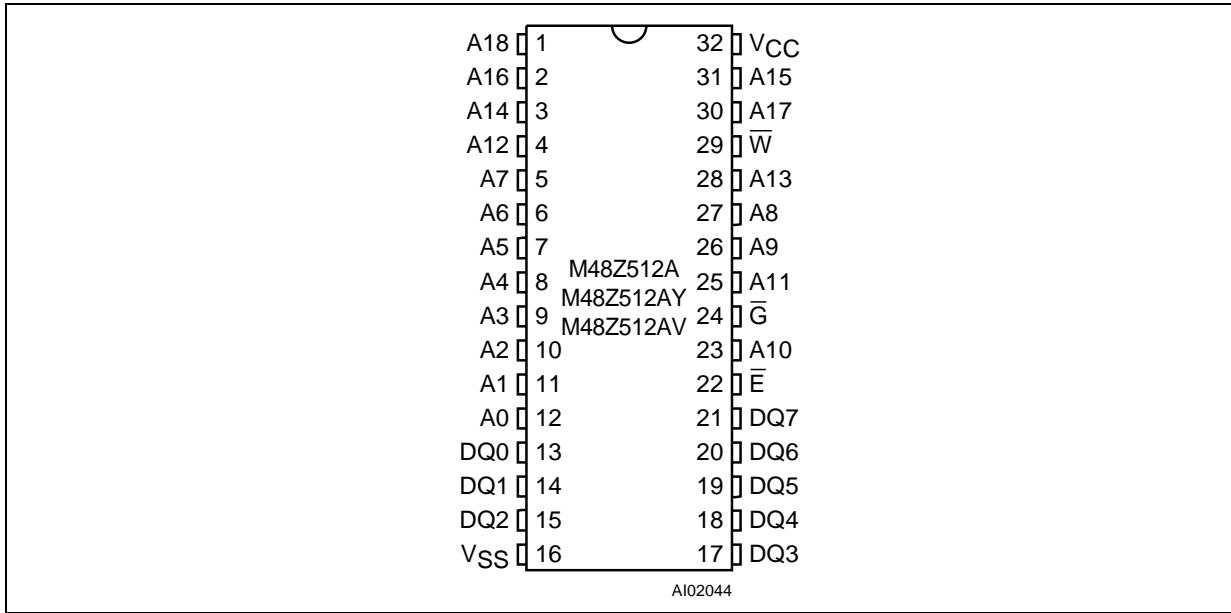 A18 1 32 VCC
A16 2 31 A15
A14 3 30 A17
A12 4 29 W̅
A7 5 28 A13
A6 6 27 A8
A5 7 26 A9
A4 8 M48Z512A 25 A11
M48Z512AY
A3 9 M48Z512AV 24 G̅
A2 10 23 A10
A1 11 22 E̅
A0 12 21 DQ7
DQ0 13 20 DQ6
DQ1 14 19 DQ5
DQ2 15 18 DQ4
VSS 16 17 DQ3
AI02044